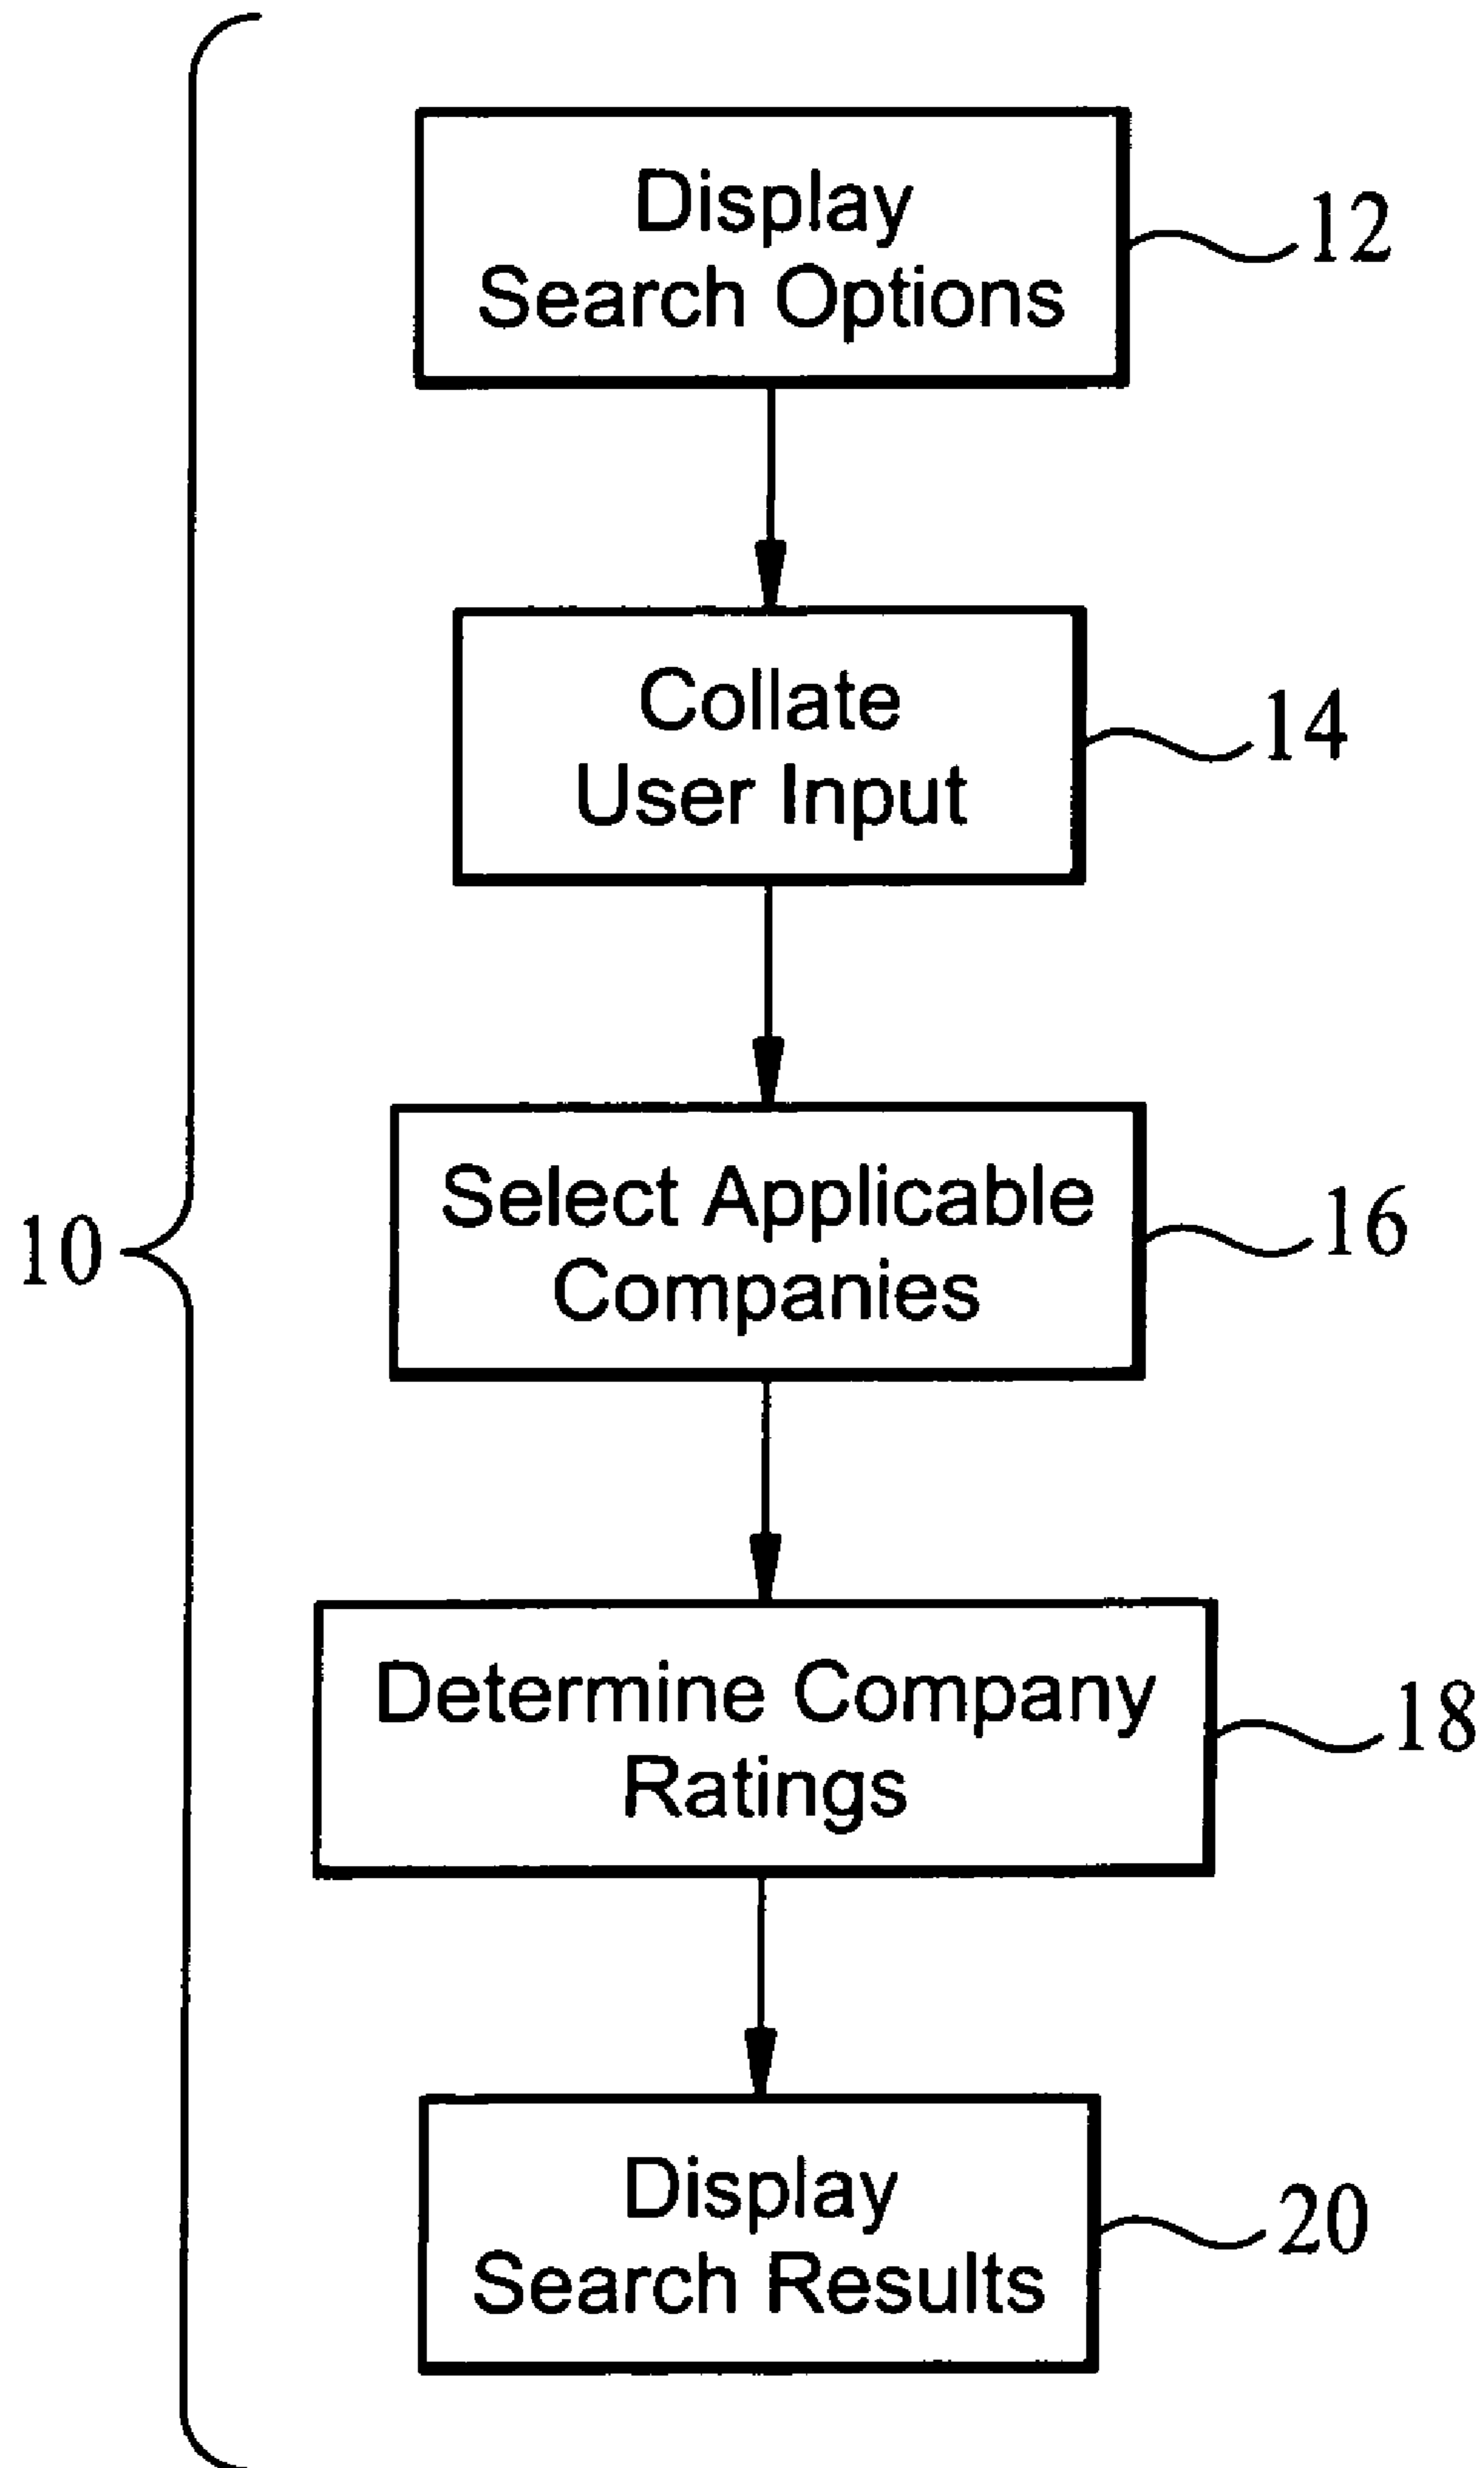 Display
Search Options
12
Collate
User Input
14
10
Select Applicable
Companies
16
Determine Company
Ratings
18
Display
Search Results
20